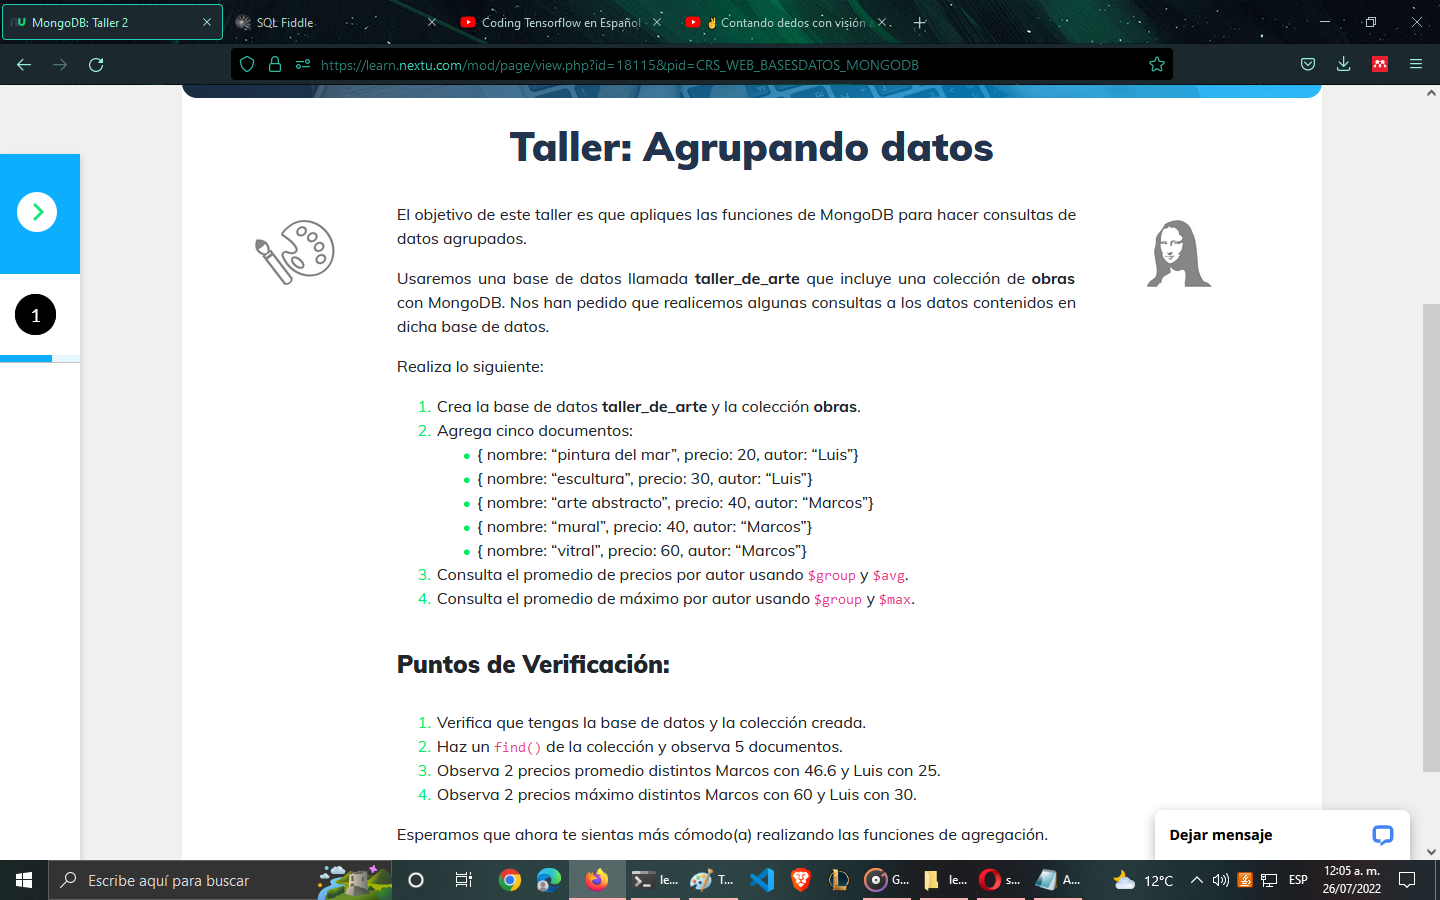 MongoDB: Taller 2
SQL Fiddle
Coding Tensorflow en Español
✌Contando dedos con visión a
https://learn.nextu.com/mod/page/view.php?id=18115&pid=CRS_WEB_BASESDATOS_MONGODB
Taller: Agrupando datos
El objetivo de este taller es que apliques las funciones de MongoDB para hacer consultas de
datos agrupados.
Usaremos una base de datos llamada taller_de_arte que incluye una colección de obras
con MongoDB. Nos han pedido que realicemos algunas consultas a los datos contenidos en
dicha base de datos.
1
Realiza lo siguiente:
1. Crea la base de datos taller_de_arte y la colección obras.
2. Agrega cinco documentos:
• { nombre: “pintura del mar”, precio: 20, autor: “Luis”}
• { nombre: “escultura”, precio: 30, autor: “Luis”}
• { nombre: “arte abstracto”, precio: 40, autor: “Marcos”}
• { nombre: “mural”, precio: 40, autor: “Marcos”}
• { nombre: “vitral”, precio: 60, autor: “Marcos”}
3. Consulta el promedio de precios por autor usando $group y $avg.
4. Consulta el promedio de máximo por autor usando $group y $max.
Puntos de Verificación:
1. Verifica que tengas la base de datos y la colección creada.
2. Haz un find() de la colección y observa 5 documentos.
3. Observa 2 precios promedio distintos Marcos con 46.6 y Luis con 25.
4. Observa 2 precios máximo distintos Marcos con 60 y Luis con 30.
Esperamos que ahora te sientas más cómodo(a) realizando las funciones de agregación.
Dejar mensaje
Escribe aquí para buscar
le...
T...
G...
le...
s...
A...
12°C
ESP
12:05 a. m.
26/07/2022